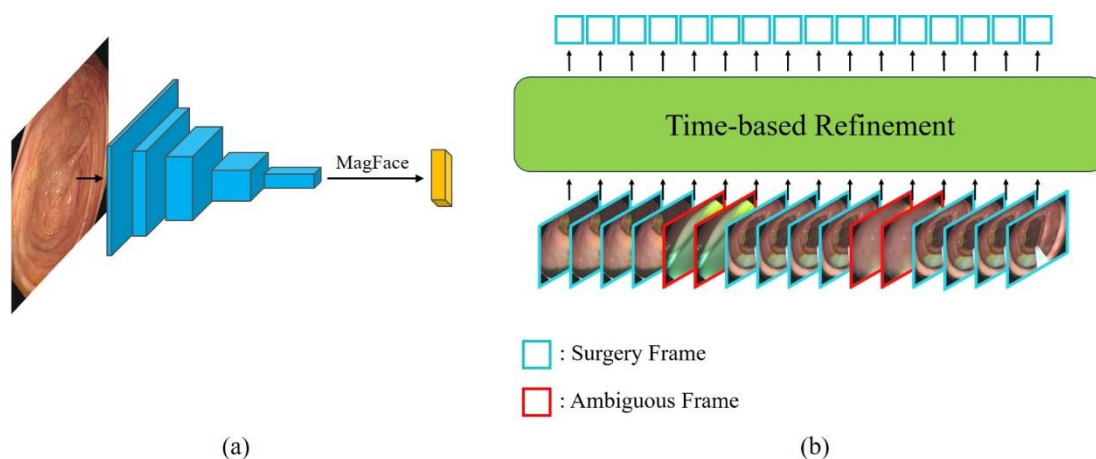 MagFace
(a)
Time-based Refinement
: Surgery Frame
: Ambiguous Frame
(b)